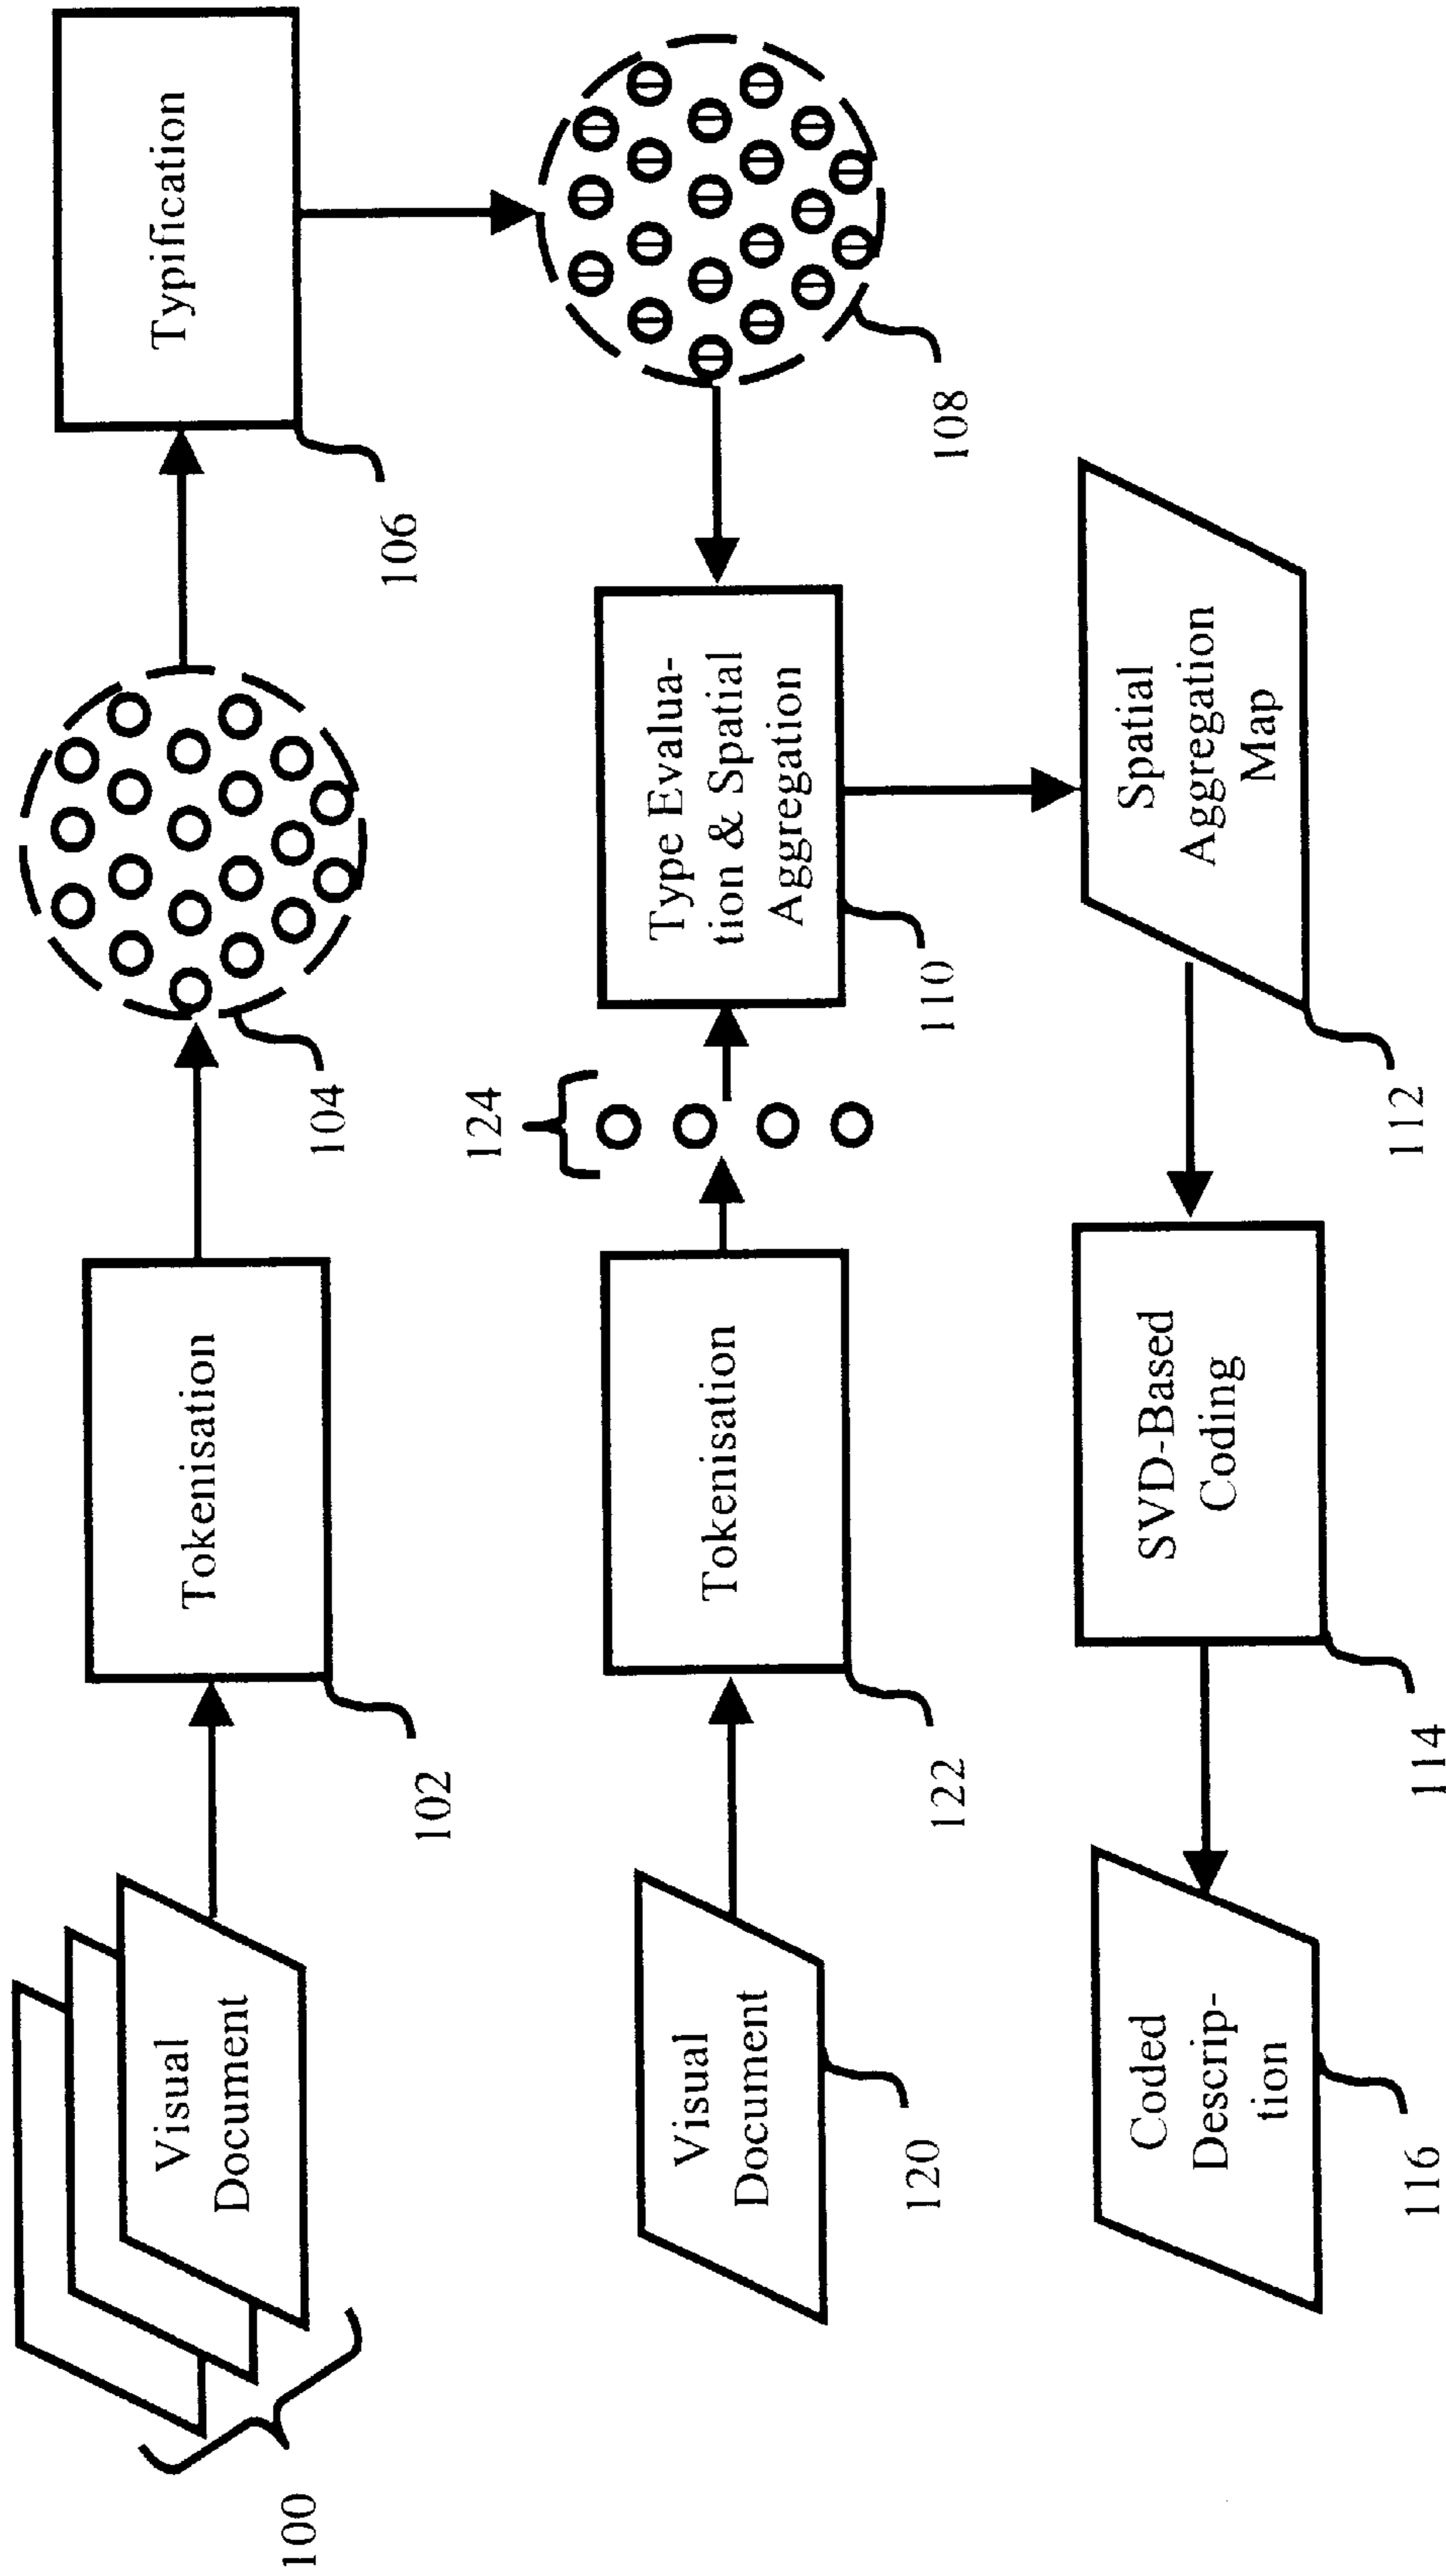 100
Visual
Document
102
Tokenisation
104
106
Typification
108
120
Visual
Document
122
Tokenisation
124
110
Type Evalua-
tion & Spatial
Aggregation
112
Spatial
Aggregation
Map
114
SVD-Based
Coding
116
Coded
Descrip-
tion